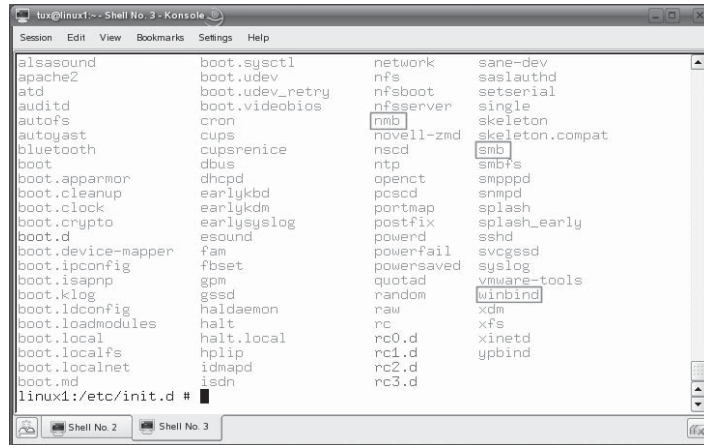 tux@linux1:~ - Shell No. 3 - Konsole
Session Edit View Bookmarks Settings Help
alsasound boot.sysctl network sane-dev
apache2 boot.udev nfs saslauthd
atd boot.udev_retry nfsboot setserial
auditd boot.videobios nfsserver single
autofs cron nmb skeleton
autoyast cups novell-zmd skeleton.compat
bluetooth cupsrenice nscd smb
boot dbus ntp smbfs
boot.apparmor dhcpd openct smpppd
boot.cleanup earlykbd pcscd snmpd
boot.clock earlykdm portmap splash
boot.crypto earlysyslog postfix splash_early
boot.d esound powerd sshd
boot.device-mapper fam powerfail svcgssd
boot.ipconfig fbset powersaved syslog
boot.isapnp gpm quotad vmware-tools
boot.klog gssd random winbind
boot.ldconfig haldaemon raw xdm
boot.loadmodules halt rc xfs
boot.local halt.local rc0.d xinetd
boot.localfs hplip rc1.d ypbind
boot.localnet idmapd rc2.d
boot.md isdn rc3.d
linux1:/etc/init.d #
Shell No. 2 Shell No. 3